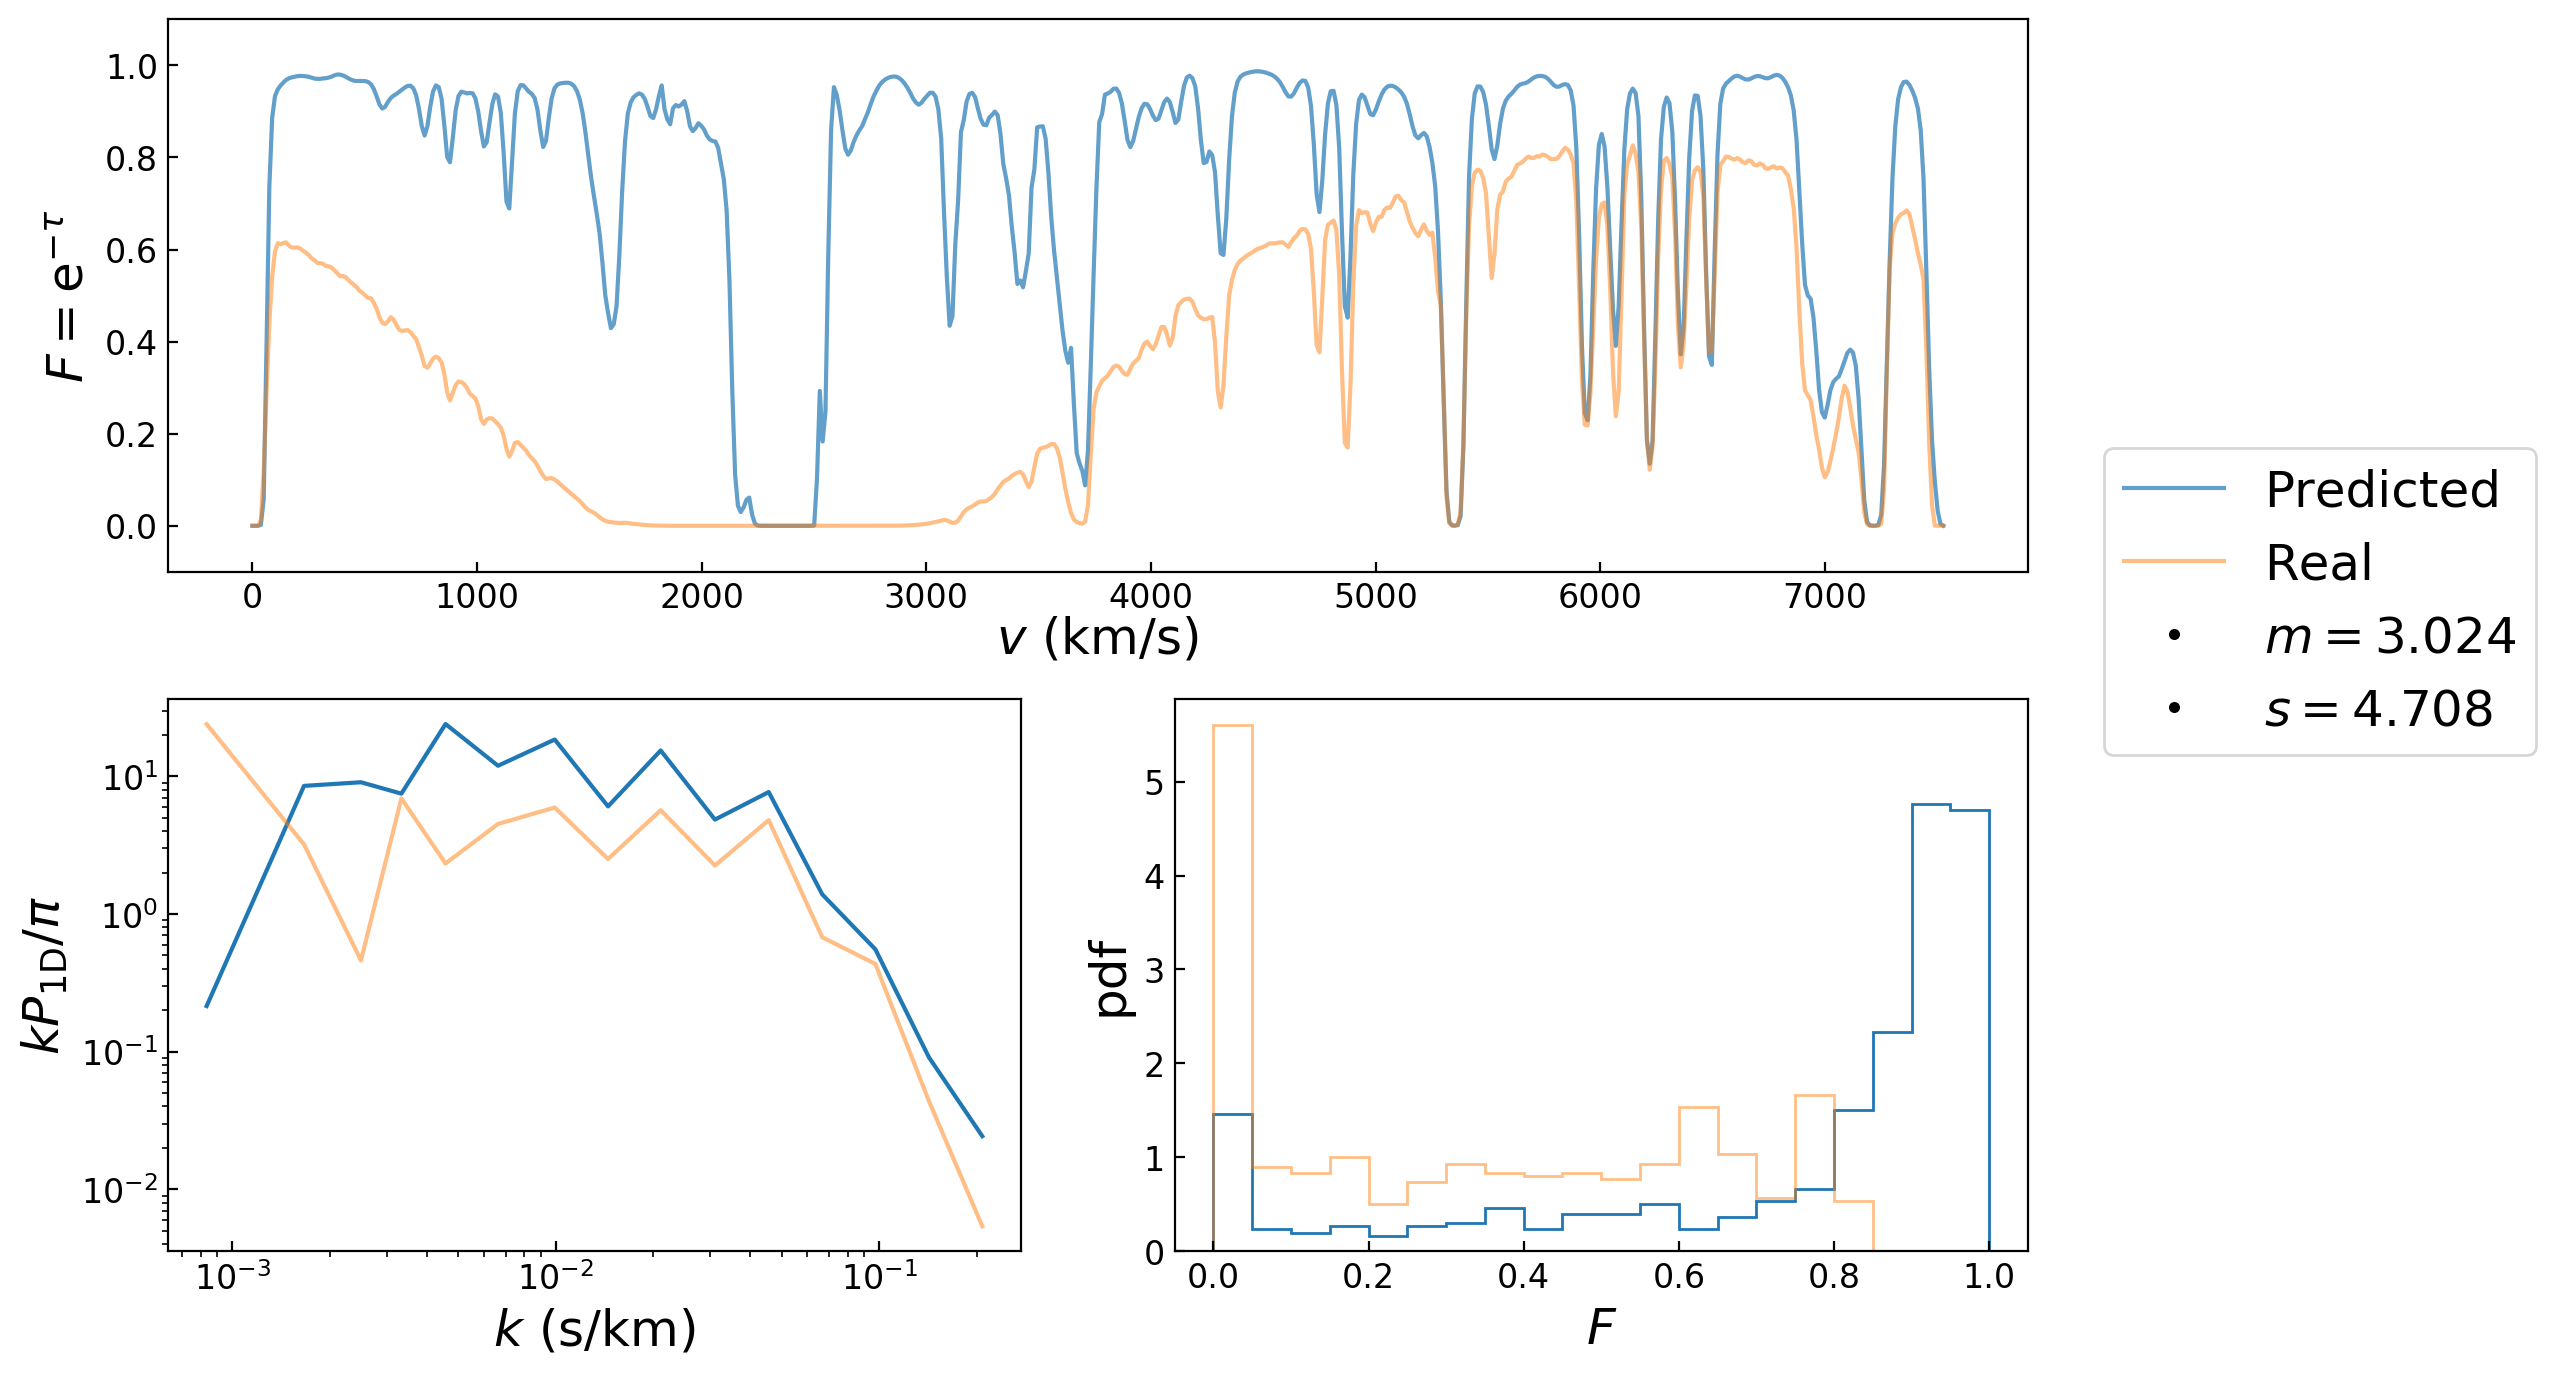 1.0
0.8
0.6
0.4
0.2
0.0
F = e^{−τ}
0 1000 2000 3000 4000 5000 6000 7000
v (km/s)
Predicted
Real
m = 3.024
s = 4.708
10^1
10^0
10^{−1}
10^{−2}
kP_{1D}/π
10^{−3} 10^{−2} 10^{−1}
k (s/km)
5
4
3
2
1
0
pdf
0.0 0.2 0.4 0.6 0.8 1.0
F